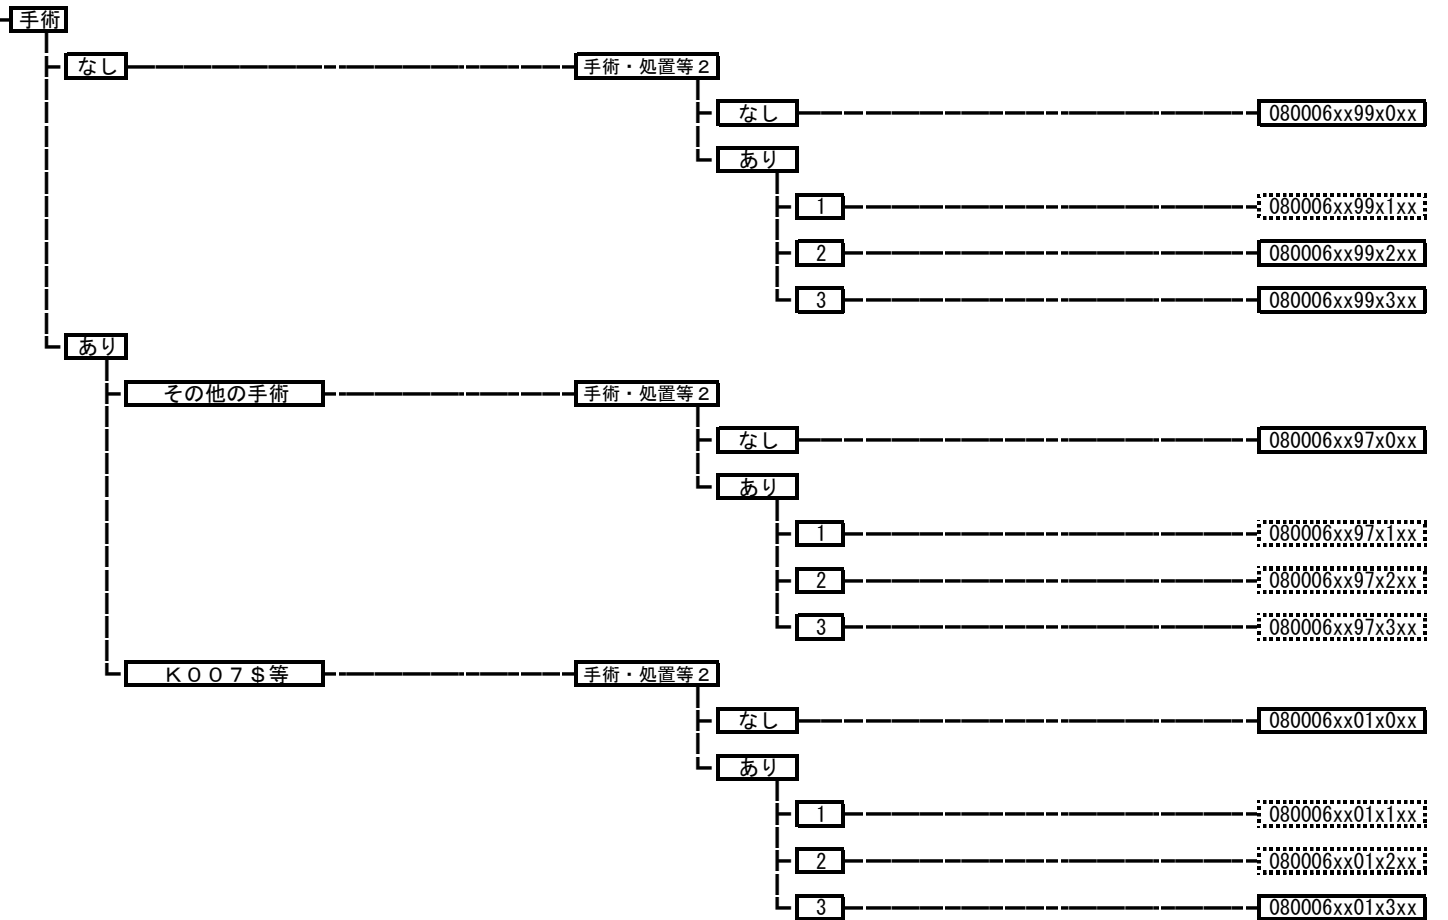 手術
なし 手術・処置等２
なし 080006xx99x0xx
あり
1 080006xx99x1xx
2 080006xx99x2xx
3 080006xx99x3xx
あり
その他の手術 手術・処置等２
なし 080006xx97x0xx
あり
1 080006xx97x1xx
2 080006xx97x2xx
3 080006xx97x3xx
Ｋ００７＄等 手術・処置等２
なし 080006xx01x0xx
あり
1 080006xx01x1xx
2 080006xx01x2xx
3 080006xx01x3xx